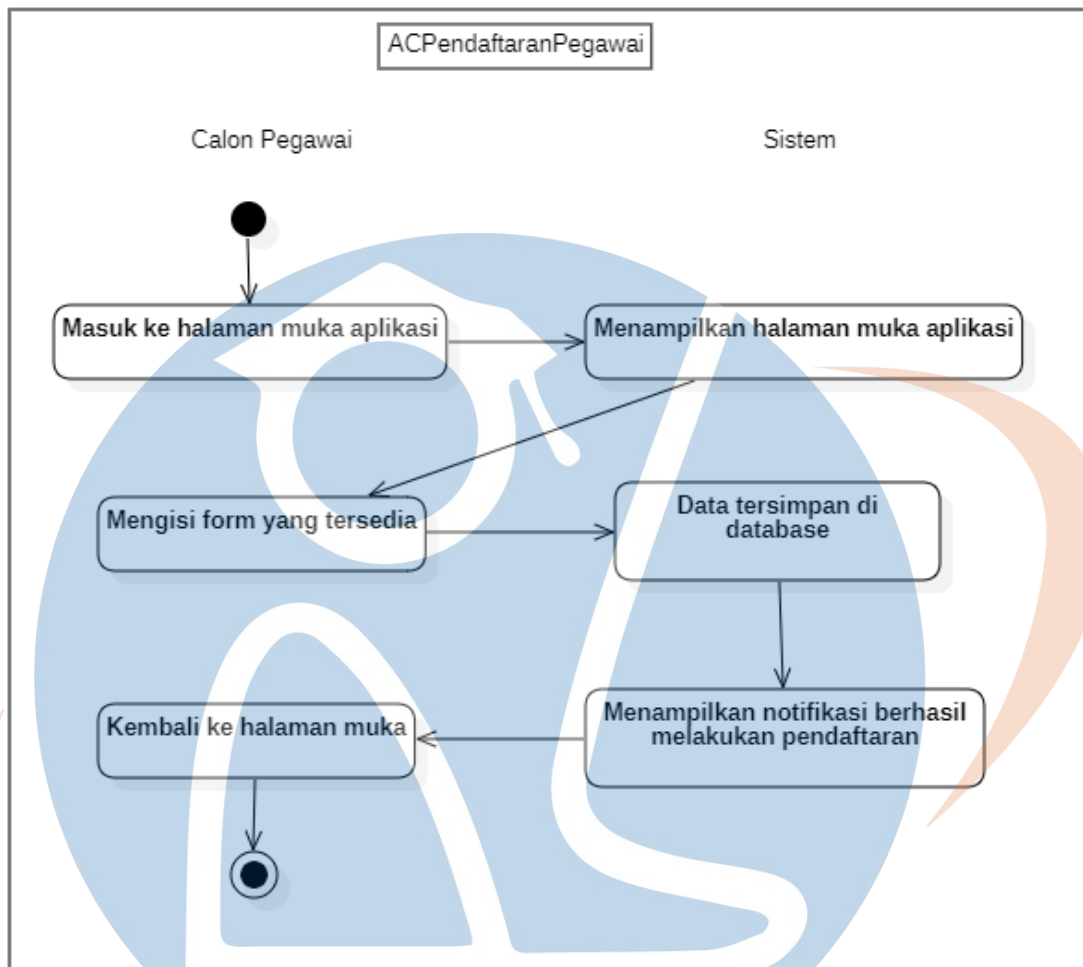 ACPendaftaranPegawai
Calon Pegawai
Sistem
Masuk ke halaman muka aplikasi
Menampilkan halaman muka aplikasi
Mengisi form yang tersedia
Data tersimpan di
database
Menampilkan notifikasi berhasil
melakukan pendaftaran
Kembali ke halaman muka